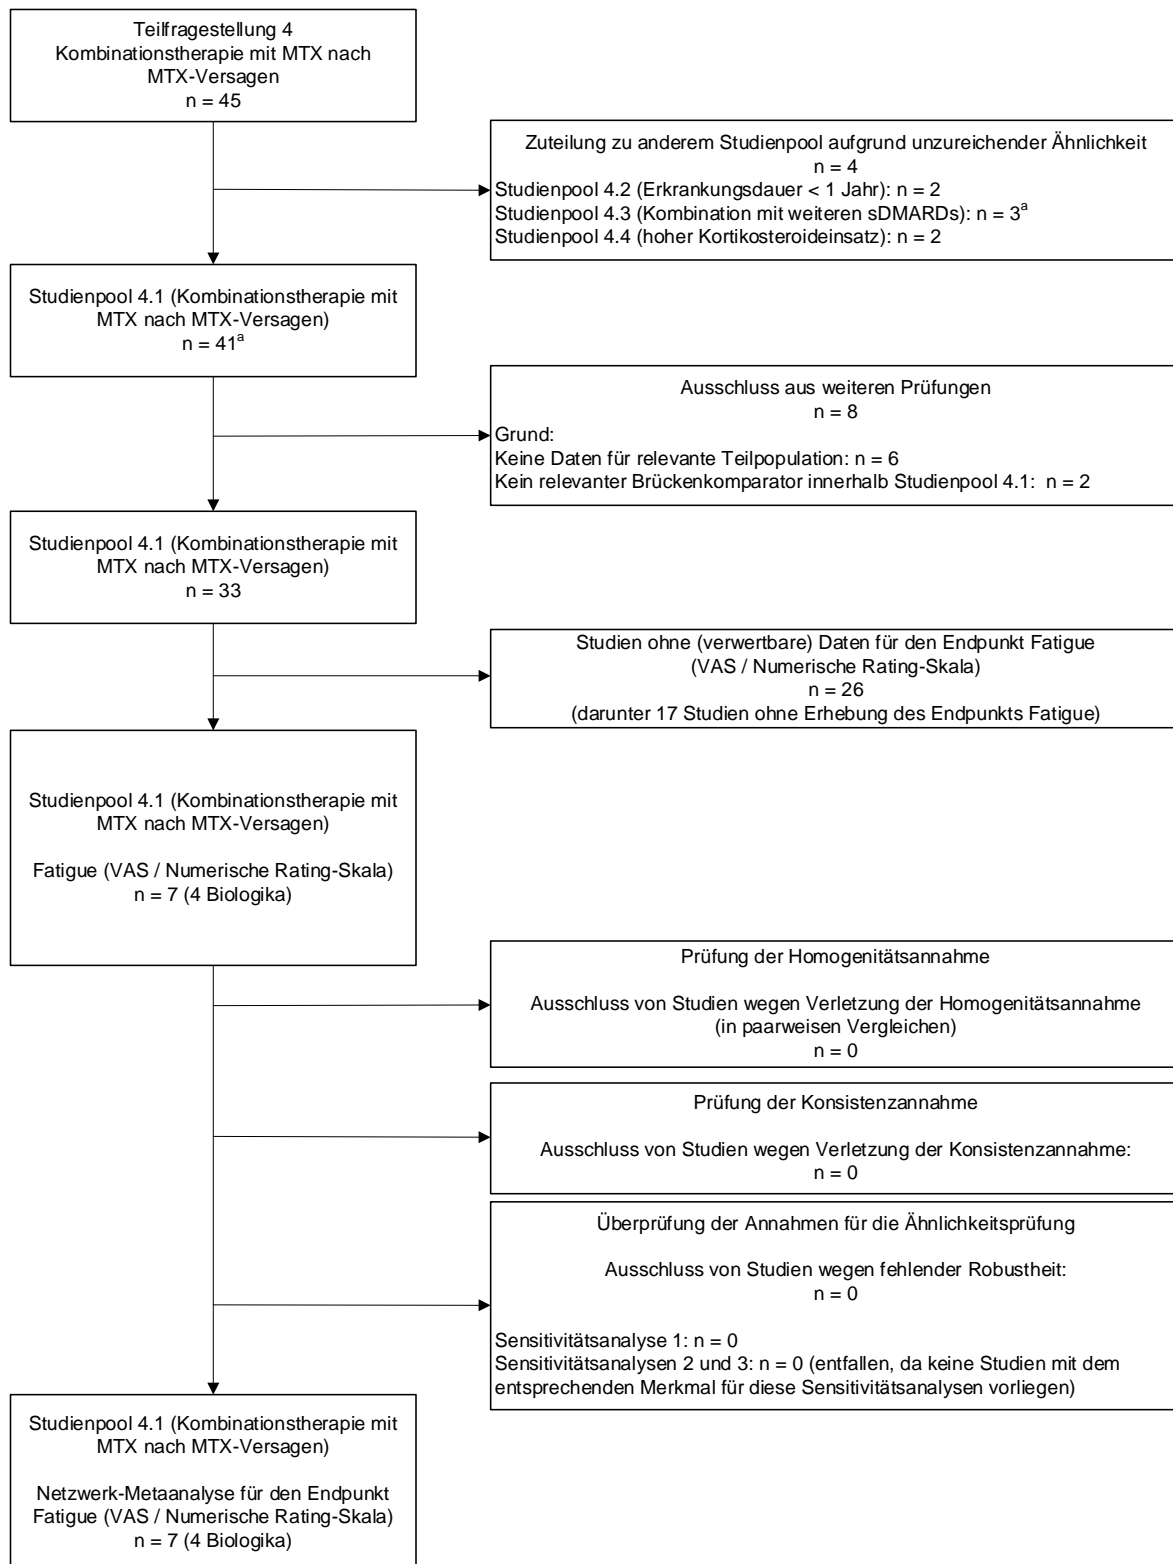 Teilfragestellung 4
Kombinationstherapie mit MTX nach
MTX-Versagen
n = 45
Zuteilung zu anderem Studienpool aufgrund unzureichender Ähnlichkeit
n = 4
Studienpool 4.2 (Erkrankungsdauer < 1 Jahr): n = 2
Studienpool 4.3 (Kombination mit weiteren sDMARDs): n = 3a
Studienpool 4.4 (hoher Kortikosteroideinsatz): n = 2
Studienpool 4.1 (Kombinationstherapie mit
MTX nach MTX-Versagen)
n = 41a
Ausschluss aus weiteren Prüfungen
n = 8
Grund:
Keine Daten für relevante Teilpopulation: n = 6
Kein relevanter Brückenkomparator innerhalb Studienpool 4.1:  n = 2
Studienpool 4.1 (Kombinationstherapie mit
MTX nach MTX-Versagen)
n = 33
Studien ohne (verwertbare) Daten für den Endpunkt Fatigue
(VAS / Numerische Rating-Skala)
n = 26
(darunter 17 Studien ohne Erhebung des Endpunkts Fatigue)
Studienpool 4.1 (Kombinationstherapie mit
MTX nach MTX-Versagen)
Fatigue (VAS / Numerische Rating-Skala)
n = 7 (4 Biologika)
Prüfung der Homogenitätsannahme
Ausschluss von Studien wegen Verletzung der Homogenitätsannahme
(in paarweisen Vergleichen)
n = 0
Prüfung der Konsistenzannahme
Ausschluss von Studien wegen Verletzung der Konsistenzannahme:
n = 0
Überprüfung der Annahmen für die Ähnlichkeitsprüfung
Ausschluss von Studien wegen fehlender Robustheit:
n = 0
Sensitivitätsanalyse 1: n = 0
Sensitivitätsanalysen 2 und 3: n = 0 (entfallen, da keine Studien mit dem
entsprechenden Merkmal für diese Sensitivitätsanalysen vorliegen)
Studienpool 4.1 (Kombinationstherapie mit
MTX nach MTX-Versagen)
Netzwerk-Metaanalyse für den Endpunkt
Fatigue (VAS / Numerische Rating-Skala)
n = 7 (4 Biologika)